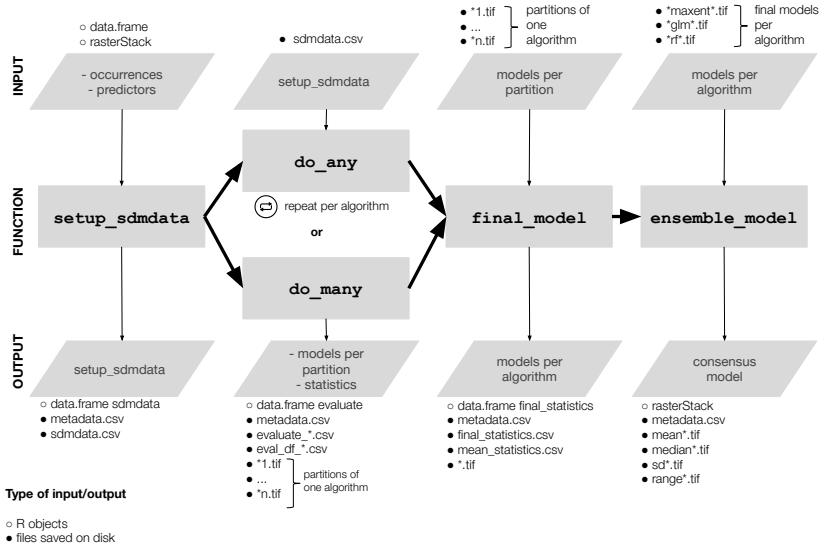 ○ data.frame
○ rasterStack
- occurrences
- predictors
setup_sdmdata
setup_sdmdata
○ data.frame sdmdata
● metadata.csv
● sdmdata.csv
● sdmdata.csv
setup_sdmdata
do_any
repeat per algorithm
or
do_many
- models per
partition
- statistics
○ data.frame evaluate
● metadata.csv
● evaluate_*.csv
● eval_df_*.csv
● *1.tif
● ...
● *n.tif
partitions of
one algorithm
● *1.tif
● ...
● *n.tif
partitions of
one
algorithm
models per
partition
final_model
models per
algorithm
○ data.frame final_statistics
● metadata.csv
● final_statistics.csv
● mean_statistics.csv
● *.tif
● *maxent*.tif
● *glm*.tif
● *rf*.tif
final models
per
algorithm
models per
algorithm
ensemble_model
consensus
model
○ rasterStack
● metadata.csv
● mean*.tif
● median*.tif
● sd*.tif
● range*.tif
INPUT
FUNCTION
OUTPUT
Type of input/output
○ R objects
● files saved on disk